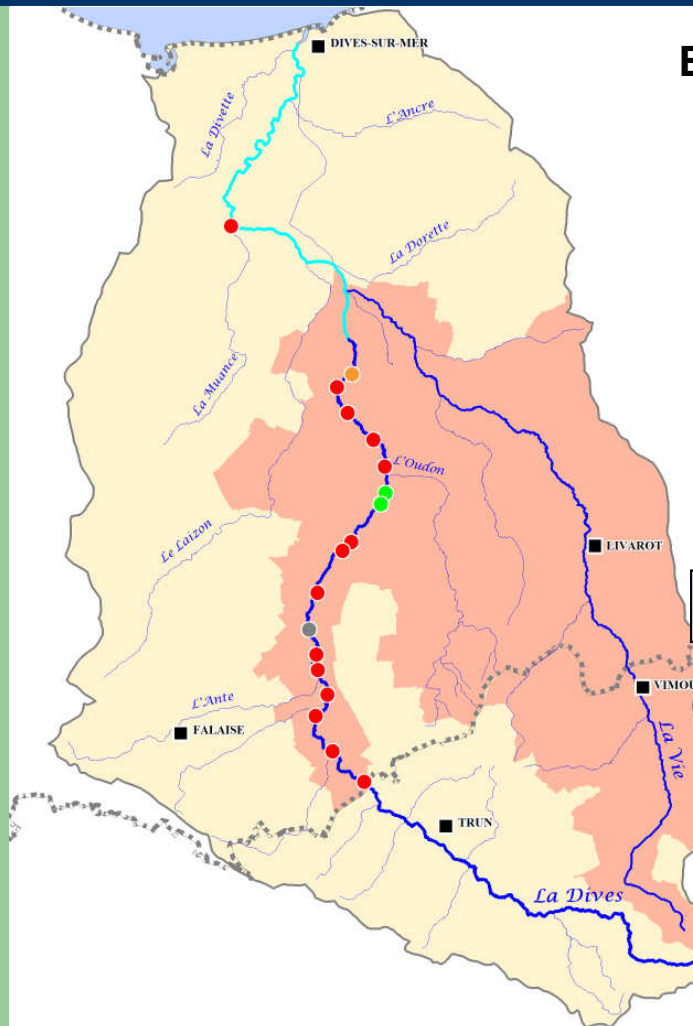 DIVES-SUR-MER
E
La Divette
L'Ancre
La Dorette
La Muance
L'Oudon
Le Laizon
LIVAROT
L'Ante
VIMOU
FALAISE
La Vie
TRUN
La Dives